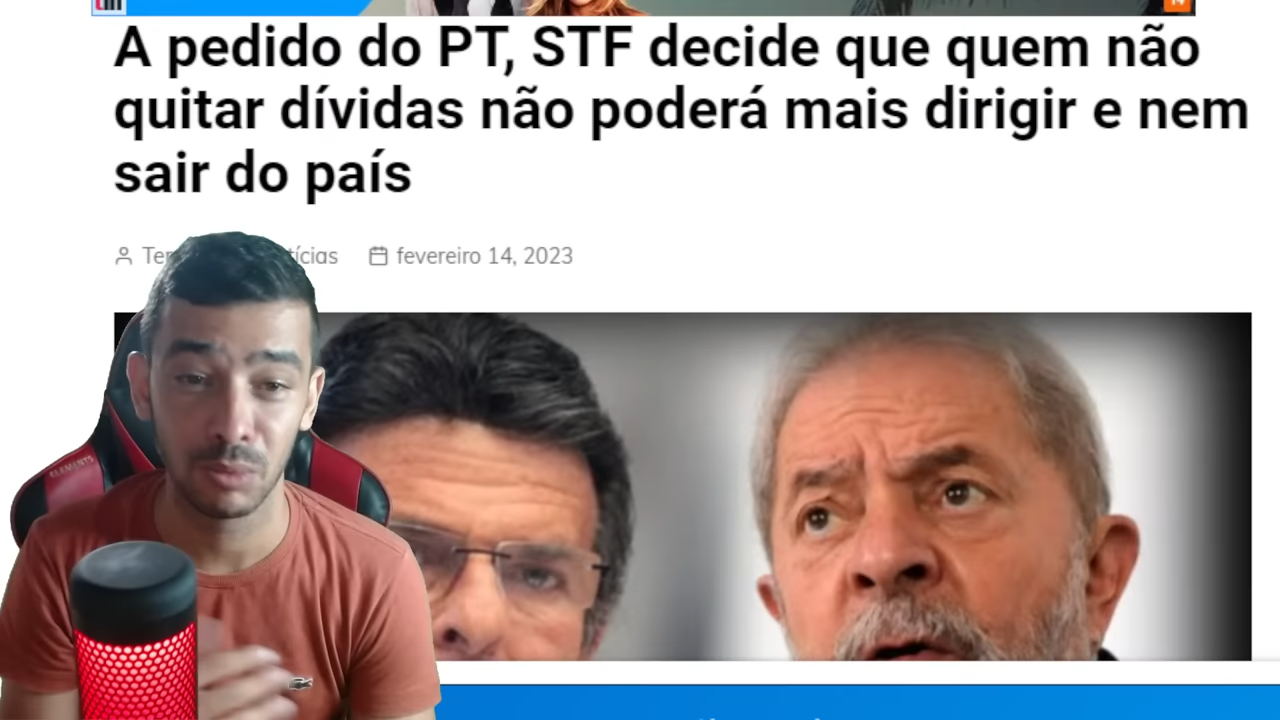 A pedido do PT, STF decide que quem não
quitar dívidas não poderá mais dirigir e nem
sair do país
fevereiro 14, 2023
ELEMENTS